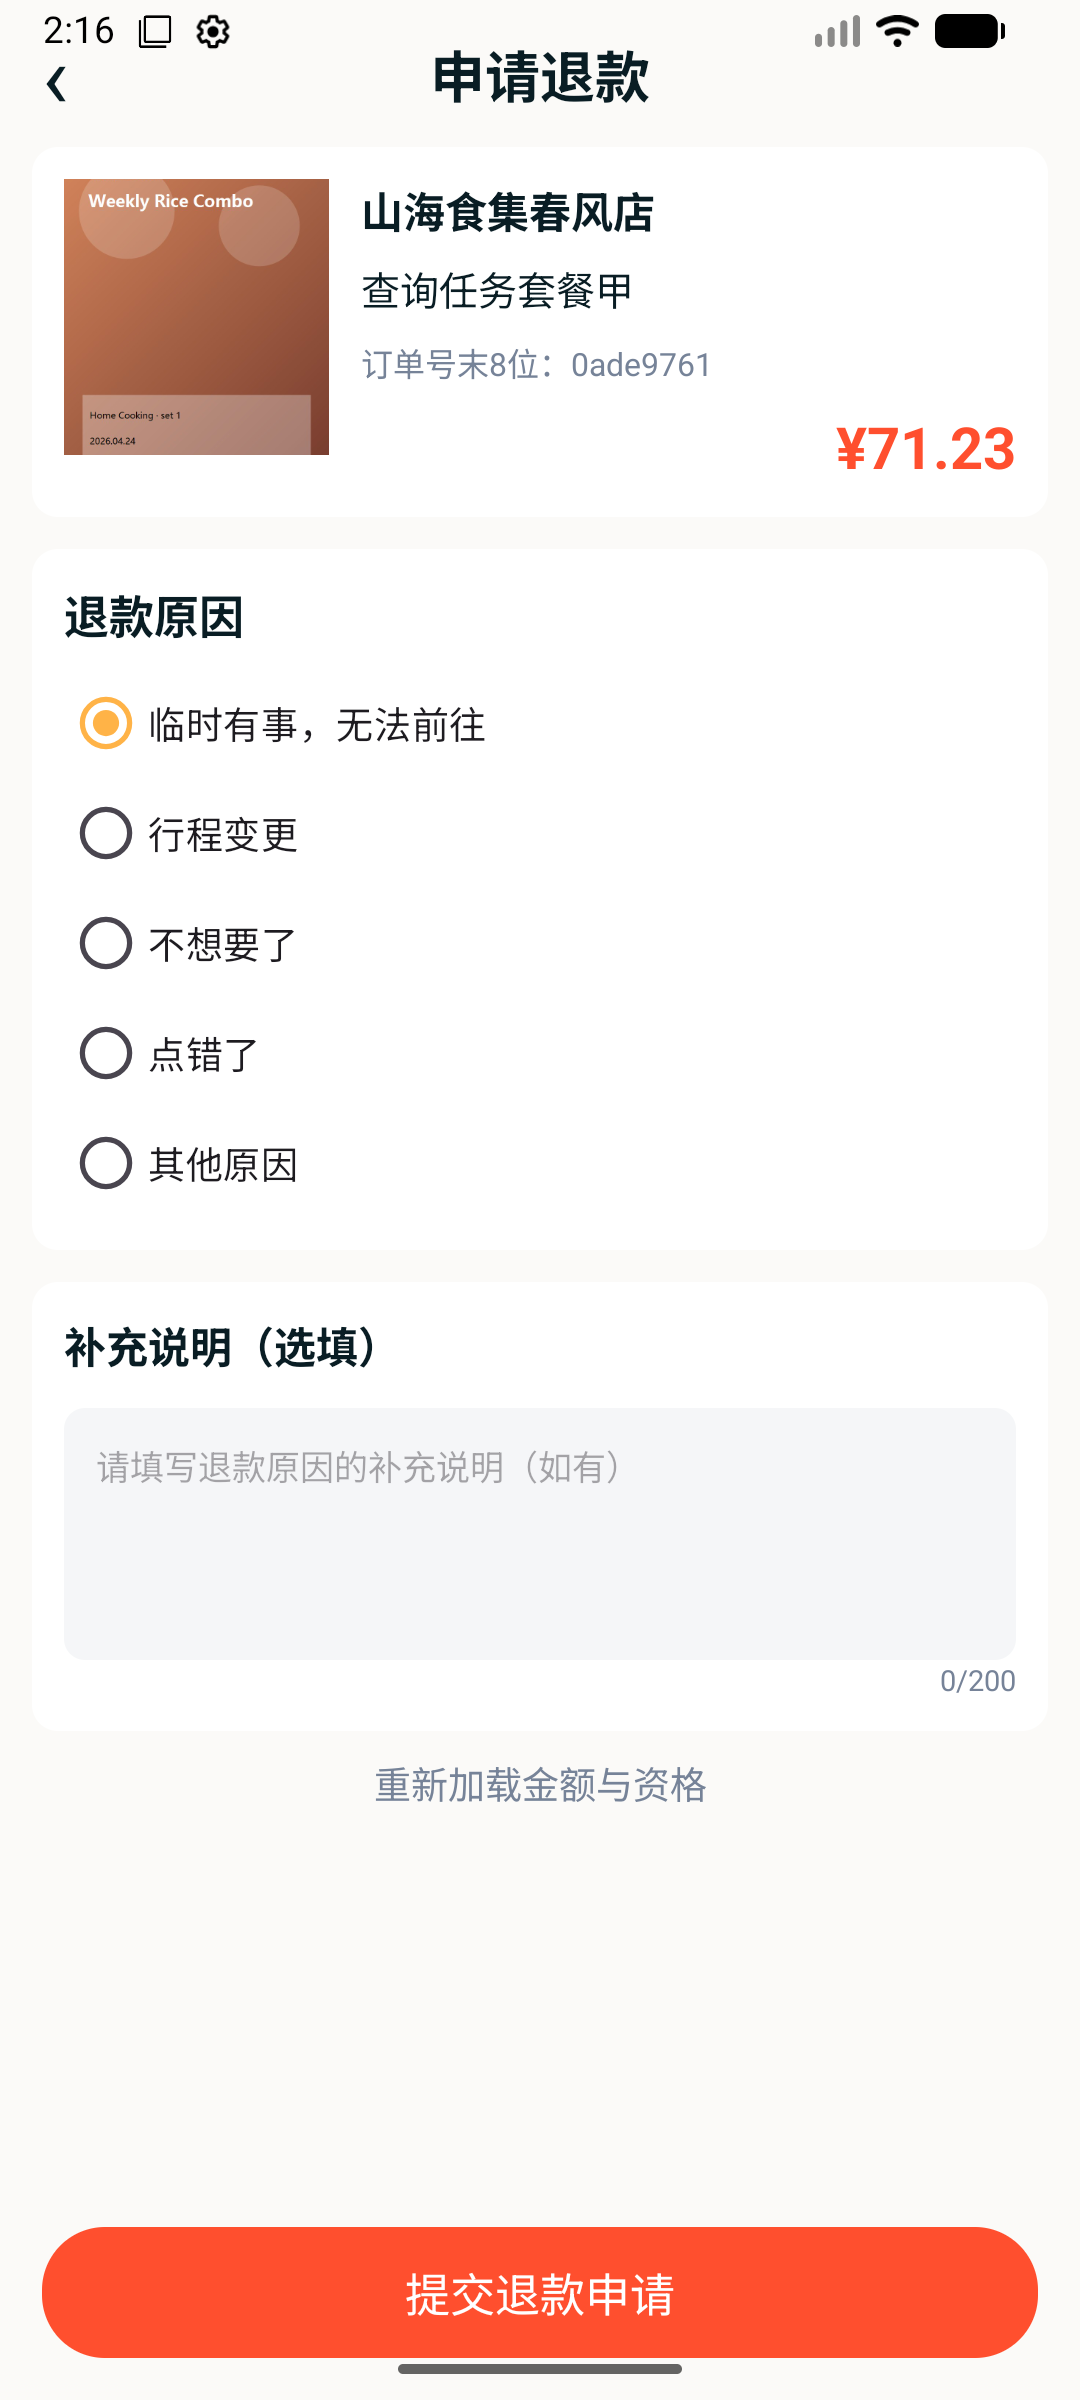 2:16
申请退款
Weekly Rice Combo
Home Cooking · set 1
2026.04.24
山海食集春风店
查询任务套餐甲
订单号末8位：0ade9761
¥71.23
退款原因
临时有事，无法前往
行程变更
不想要了
点错了
其他原因
补充说明（选填）
请填写退款原因的补充说明（如有）
0/200
重新加载金额与资格
提交退款申请